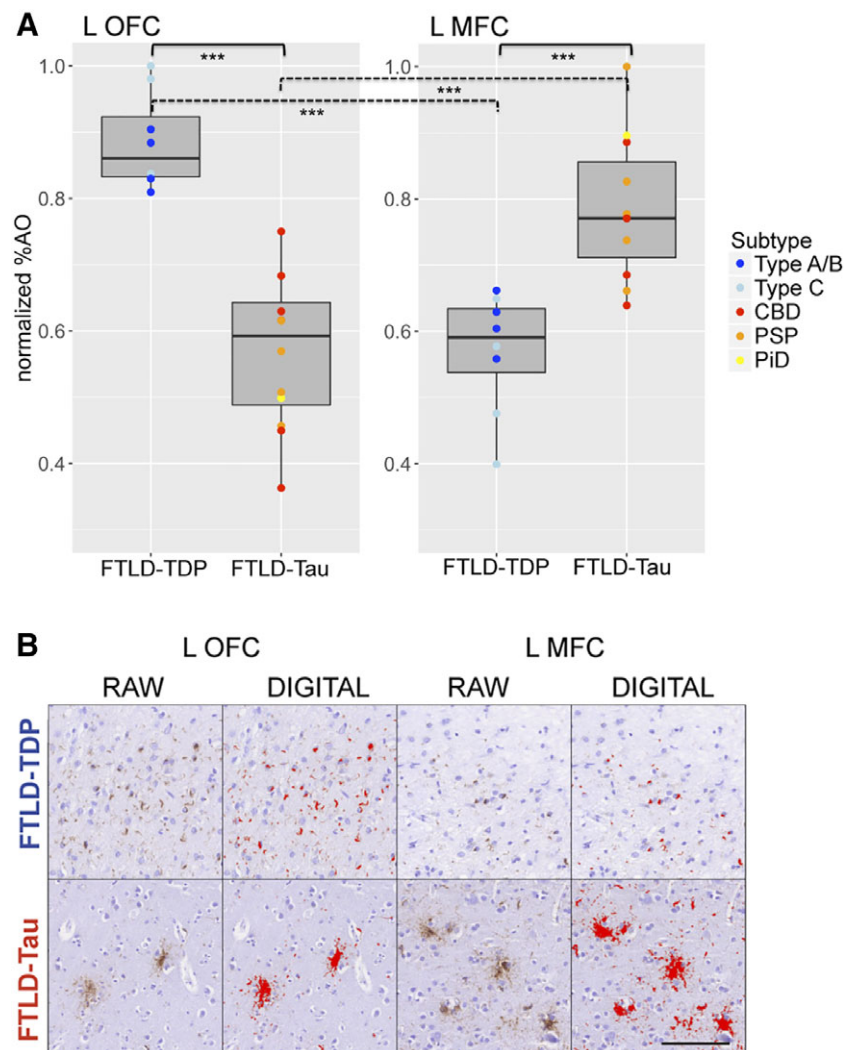 A
L OFC
L MFC
***
***
***
***
1.0
0.8
0.6
0.4
normalized %AO
1.0
0.8
0.6
0.4
FTLD-TDP
FTLD-Tau
FTLD-TDP
FTLD-Tau
Subtype
Type A/B
Type C
CBD
PSP
PiD
B
L OFC
L MFC
RAW
DIGITAL
RAW
DIGITAL
FTLD-TDP
FTLD-Tau